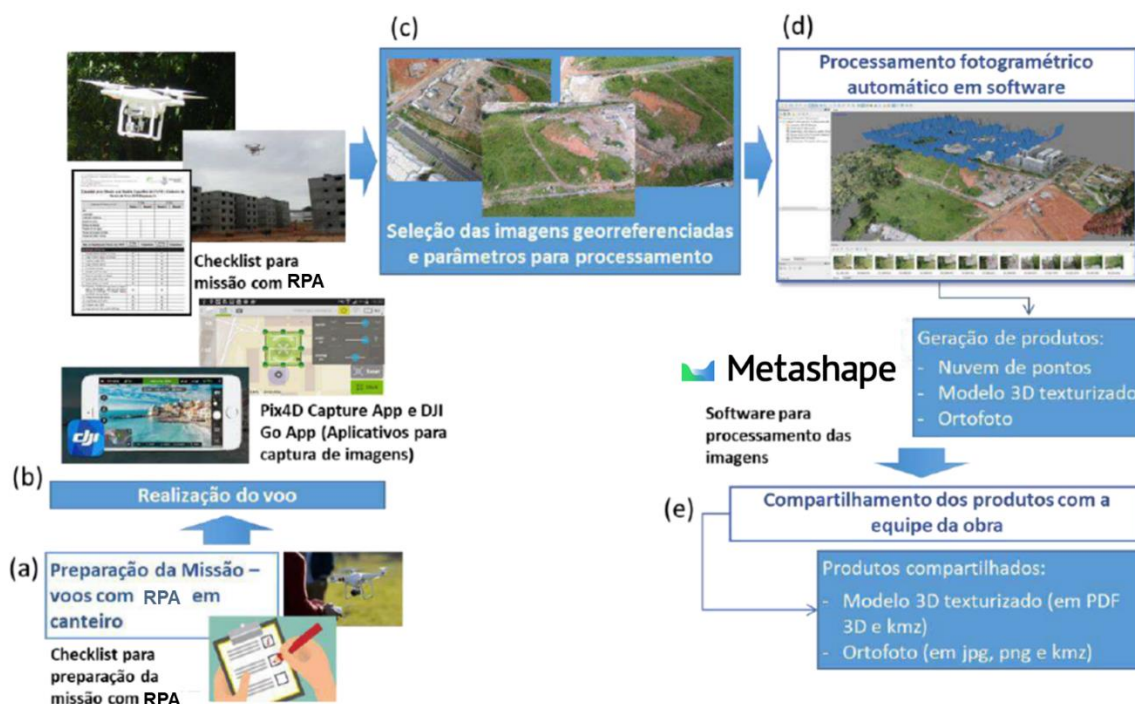 (a)
Preparação da Missão –
voos com RPA em
canteiro
Checklist para
preparação da
missão com RPA
(b)
Realização do voo
Checklist para
missão com RPA
Pix4D Capture App e DJI
Go App (Aplicativos para
captura de imagens)
dji
(c)
Seleção das imagens georreferenciadas
e parâmetros para processamento
(d)
Processamento fotogramétrico
automático em software
Geração de produtos:
- Nuvem de pontos
- Modelo 3D texturizado
- Ortofoto
Metashape
Software para
processamento das
imagens
(e)
Compartilhamento dos produtos com a
equipe da obra
Produtos compartilhados:
- Modelo 3D texturizado (em PDF
3D e kmz)
- Ortofoto (em jpg, png e kmz)